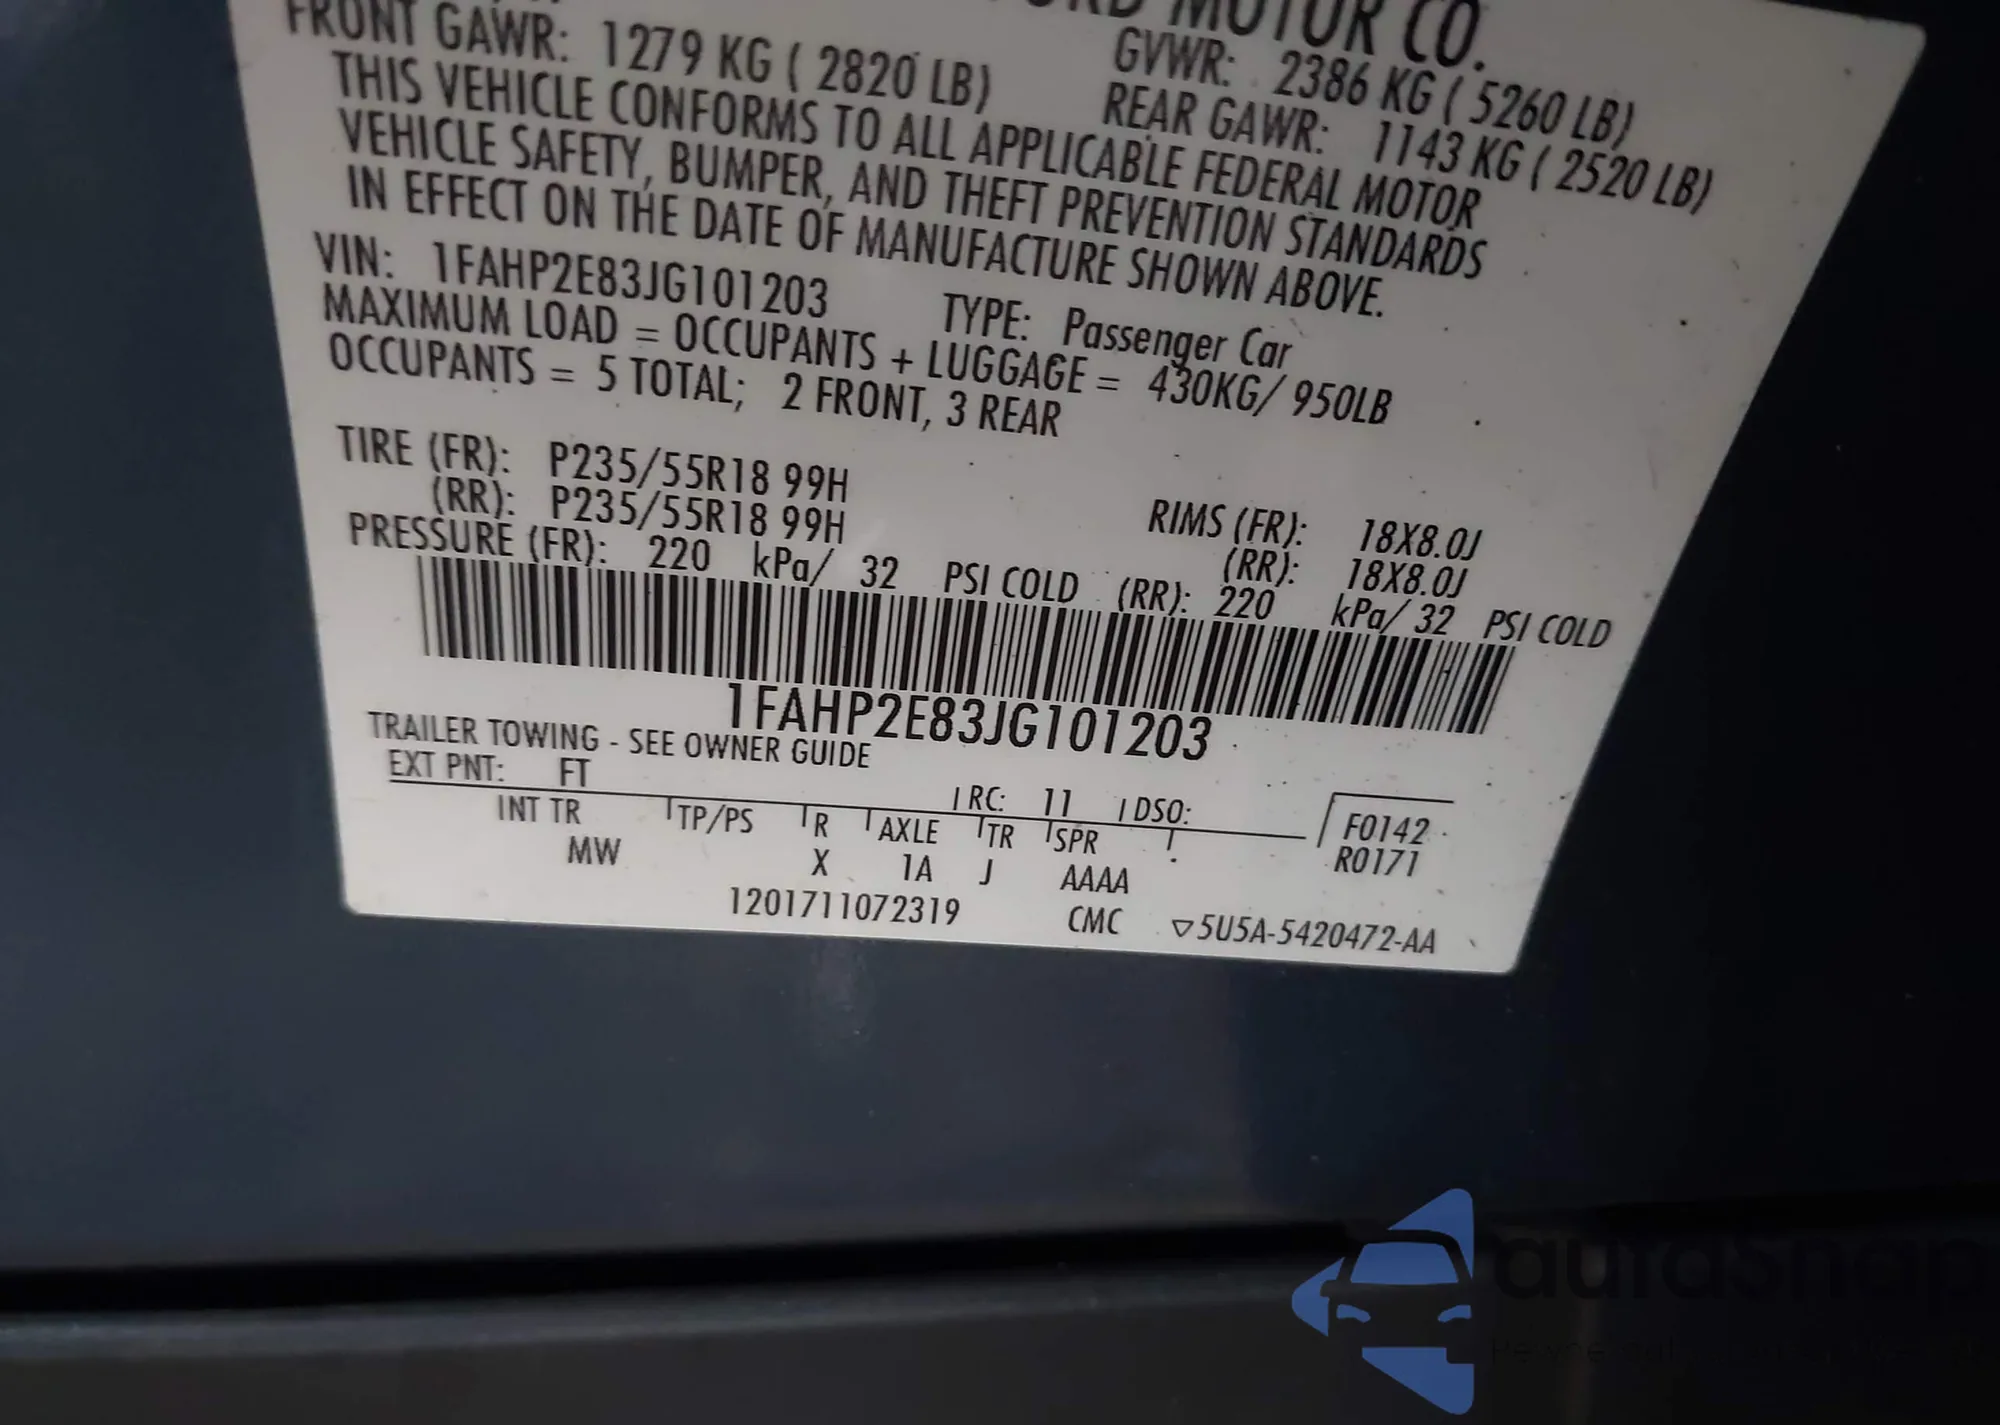 FORD MOTOR CO.
FRONT GAWR: 1279 KG ( 2820 LB)
GVWR: 2386 KG ( 5260 LB)
REAR GAWR: 1143 KG ( 2520 LB)
THIS VEHICLE CONFORMS TO ALL APPLICABLE FEDERAL MOTOR
VEHICLE SAFETY, BUMPER, AND THEFT PREVENTION STANDARDS
IN EFFECT ON THE DATE OF MANUFACTURE SHOWN ABOVE.
VIN: 1FAHP2E83JG101203 TYPE: Passenger Car
MAXIMUM LOAD = OCCUPANTS + LUGGAGE = 430KG/ 950LB
OCCUPANTS = 5 TOTAL; 2 FRONT, 3 REAR
TIRE (FR): P235/55R18 99H RIMS (FR): 18X8.0J
(RR): P235/55R18 99H (RR): 18X8.0J
PRESSURE (FR): 220 kPa/ 32 PSI COLD (RR): 220 kPa/ 32 PSI COLD
1FAHP2E83JG101203
TRAILER TOWING - SEE OWNER GUIDE
EXT PNT: FT RC: 11 DSO:
INT TR TP/PS R AXLE TR SPR F0142
MW X 1A J AAAA R0171
1201711072319 CMC ▽5U5A-5420472-AA
autosnap